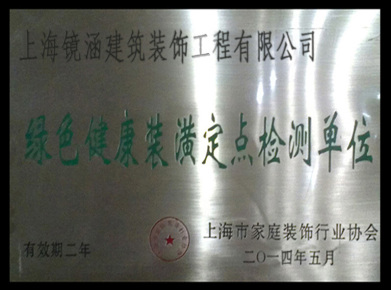 上海镜涵建筑装饰工程有限公司
绿色健康装潢定点检测单位
有效期二年
上海市家庭装饰行业协会
二〇一四年五月